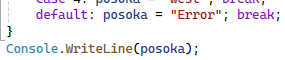 case 4: posoka = "West"; break;
default: posoka = "Error"; break;
}
Console.WriteLine(posoka);